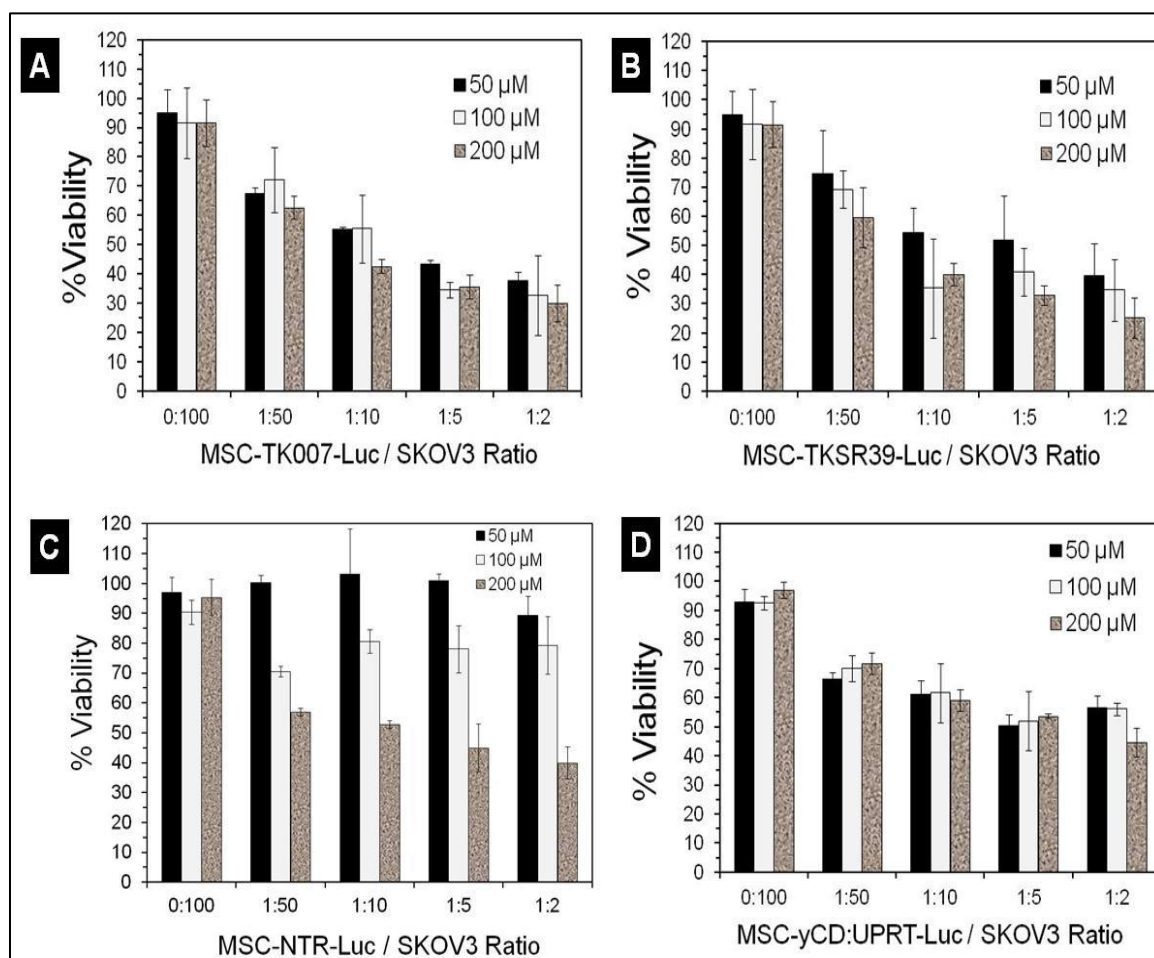 A
%Viability
120
110
100
90
80
70
60
50
40
30
20
10
0
50 µM
100 µM
200 µM
0:100 1:50 1:10 1:5 1:2
MSC-TK007-Luc / SKOV3 Ratio
B
% Viability
120
110
100
90
80
70
60
50
40
30
20
10
0
50 µM
100 µM
200 µM
0:100 1:50 1:10 1:5 1:2
MSC-TKSR39-Luc / SKOV3 Ratio
C
% Viability
120
110
100
90
80
70
60
50
40
30
20
10
0
50 µM
100 µM
200 µM
0:100 1:50 1:10 1:5 1:2
MSC-NTR-Luc / SKOV3 Ratio
D
% Viability
120
110
100
90
80
70
60
50
40
30
20
10
0
50 µM
100 µM
200 µM
0:100 1:50 1:10 1:5 1:2
MSC-yCD:UPRT-Luc / SKOV3 Ratio